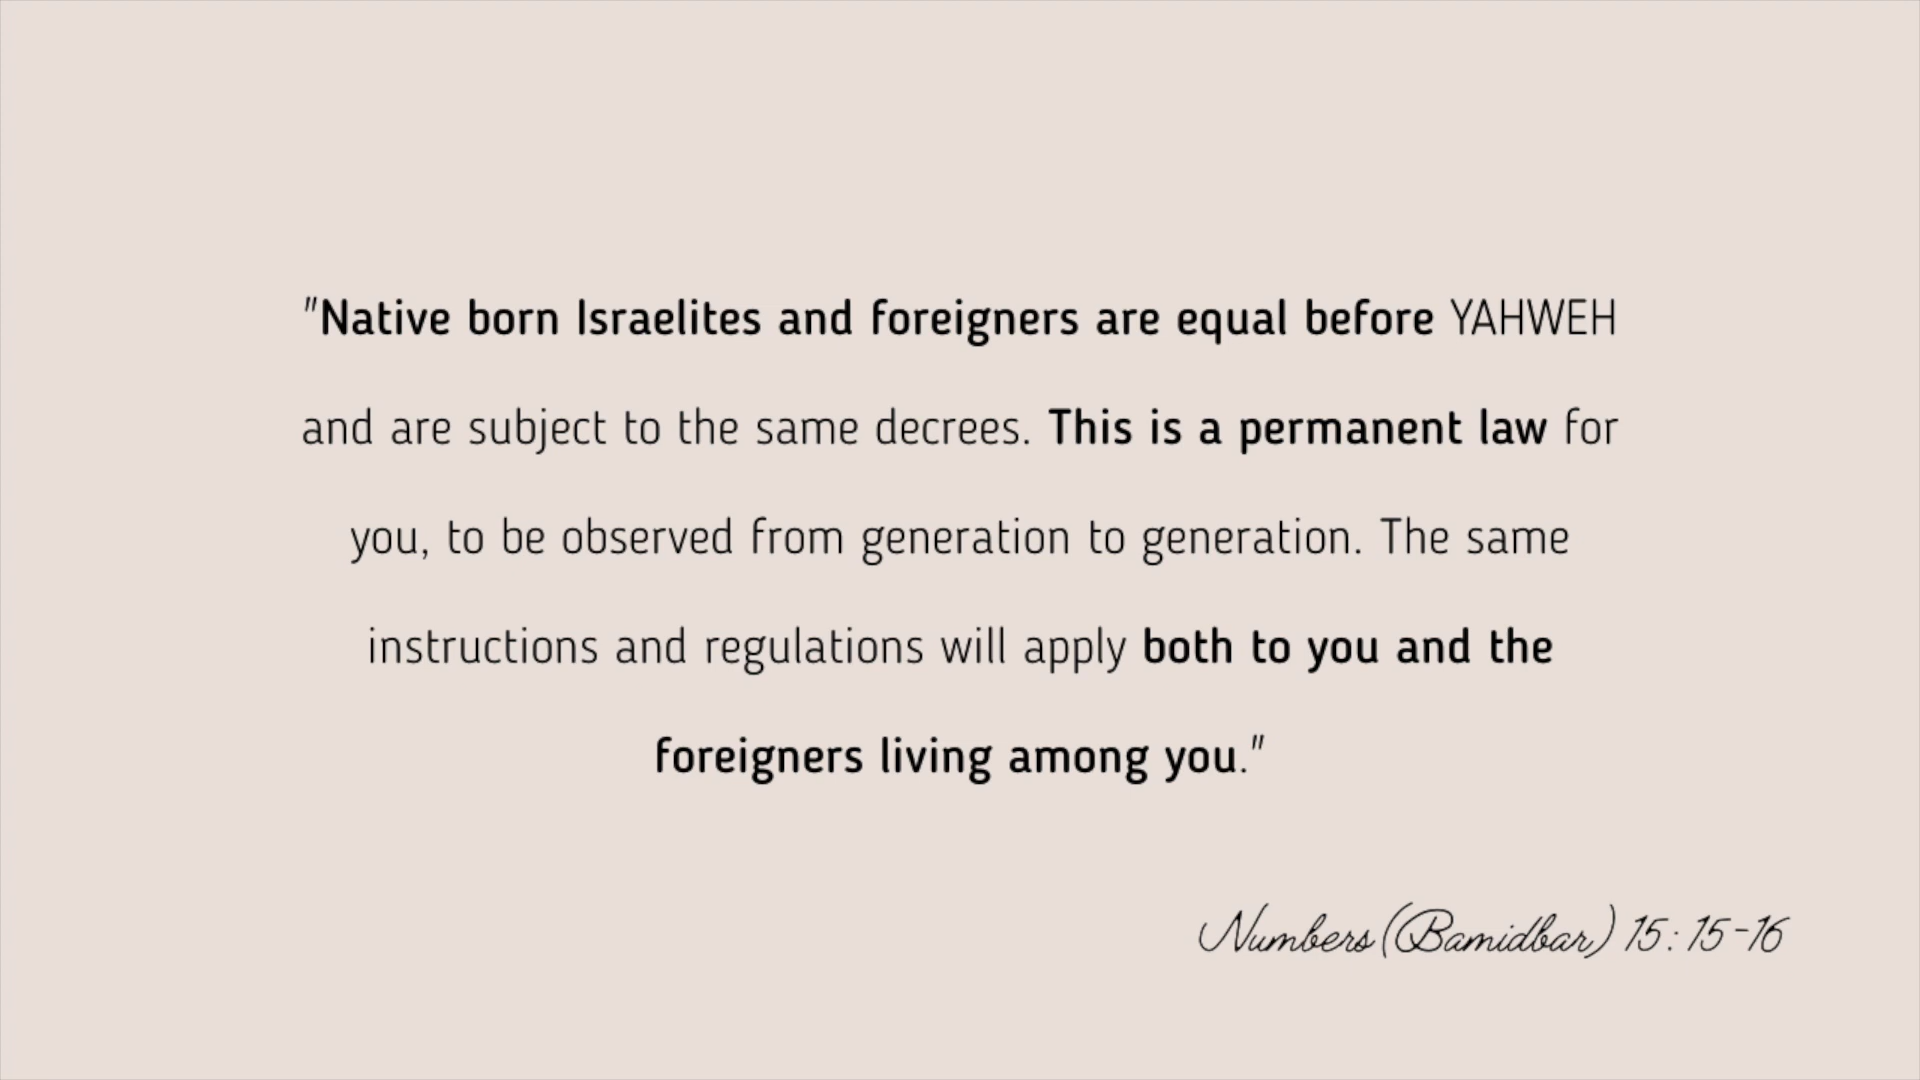 "Native born Israelites and foreigners are equal before YAHWEH
and are subject to the same decrees. This is a permanent law for
you, to be observed from generation to generation. The same
instructions and regulations will apply both to you and the
foreigners living among you."
Numbers (Bamidbar) 15:15-16